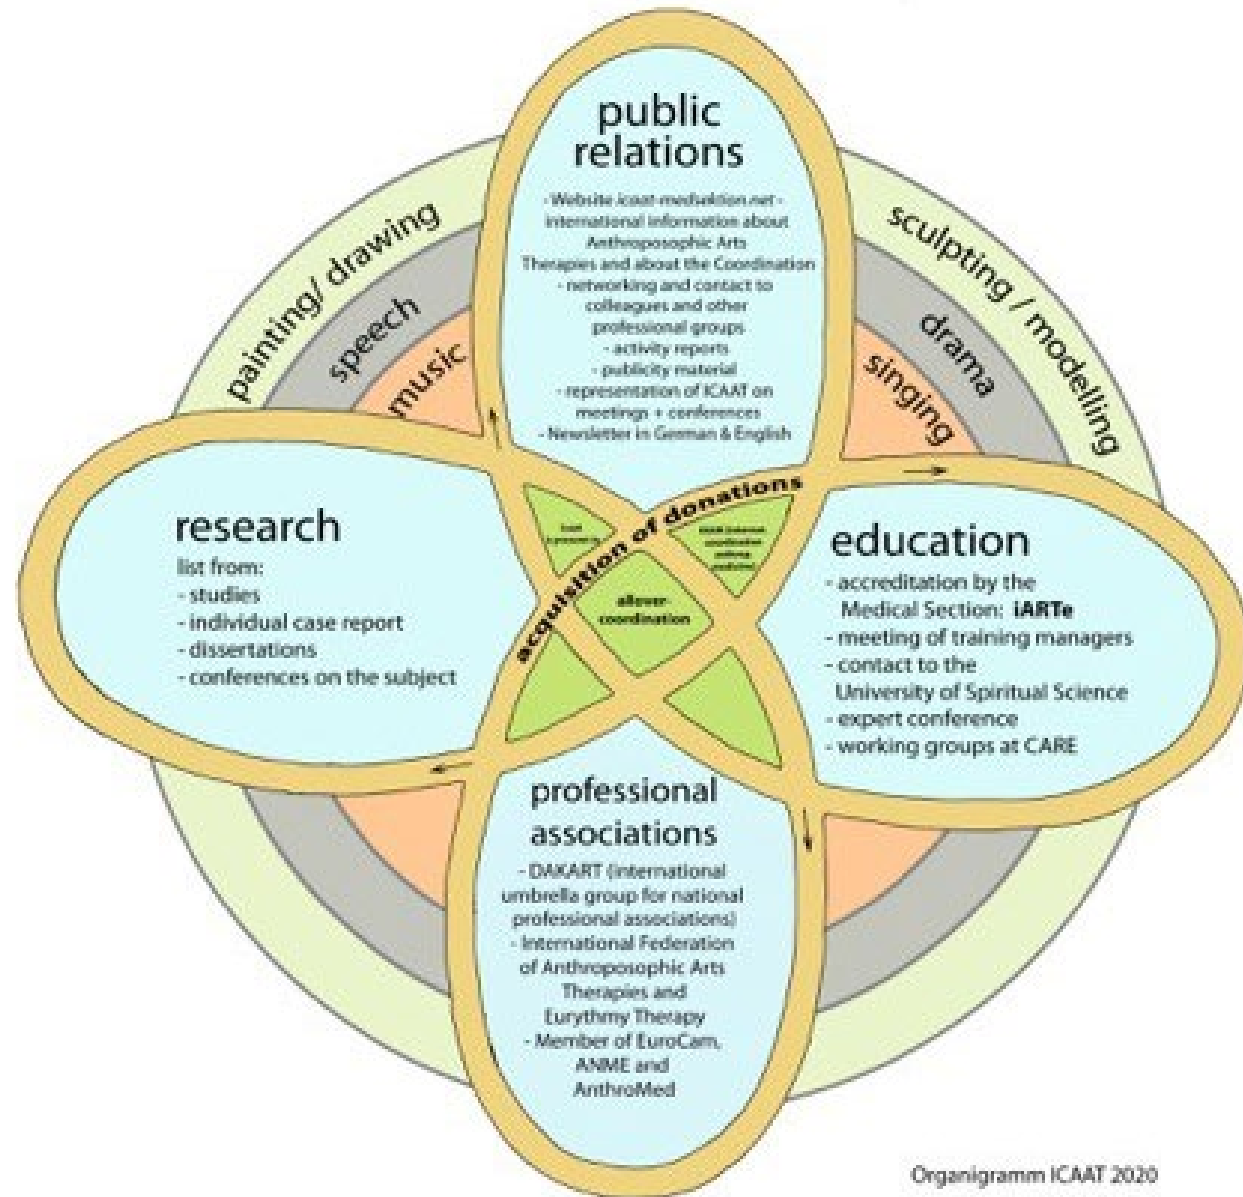 public
relations
- Website icaat-medsektion.net -
international information about
Anthroposophic Arts
Therapies and about the Coordination
- networking and contact to
colleagues and other
professional groups
- activity reports
- publicity material
- representation of ICAAT on
meetings + conferences
- Newsletter in German & English
painting/ drawing
speech
music
sculpting / modelling
drama
singing
research
list from:
- studies
- individual case report
- dissertations
- conferences on the subject
acquisition of donations
allover-
coordination
education
- accreditation by the
Medical Section: iARTe
- meeting of training managers
- contact to the
University of Spiritual Science
- expert conference
- working groups at CARE
professional
associations
- DAKART (international
umbrella group for national
professional associations)
- International Federation
of Anthroposophic Arts
Therapies and
Eurythmy Therapy
- Member of EuroCam,
ANME and
AnthroMed
Organigramm ICAAT 2020